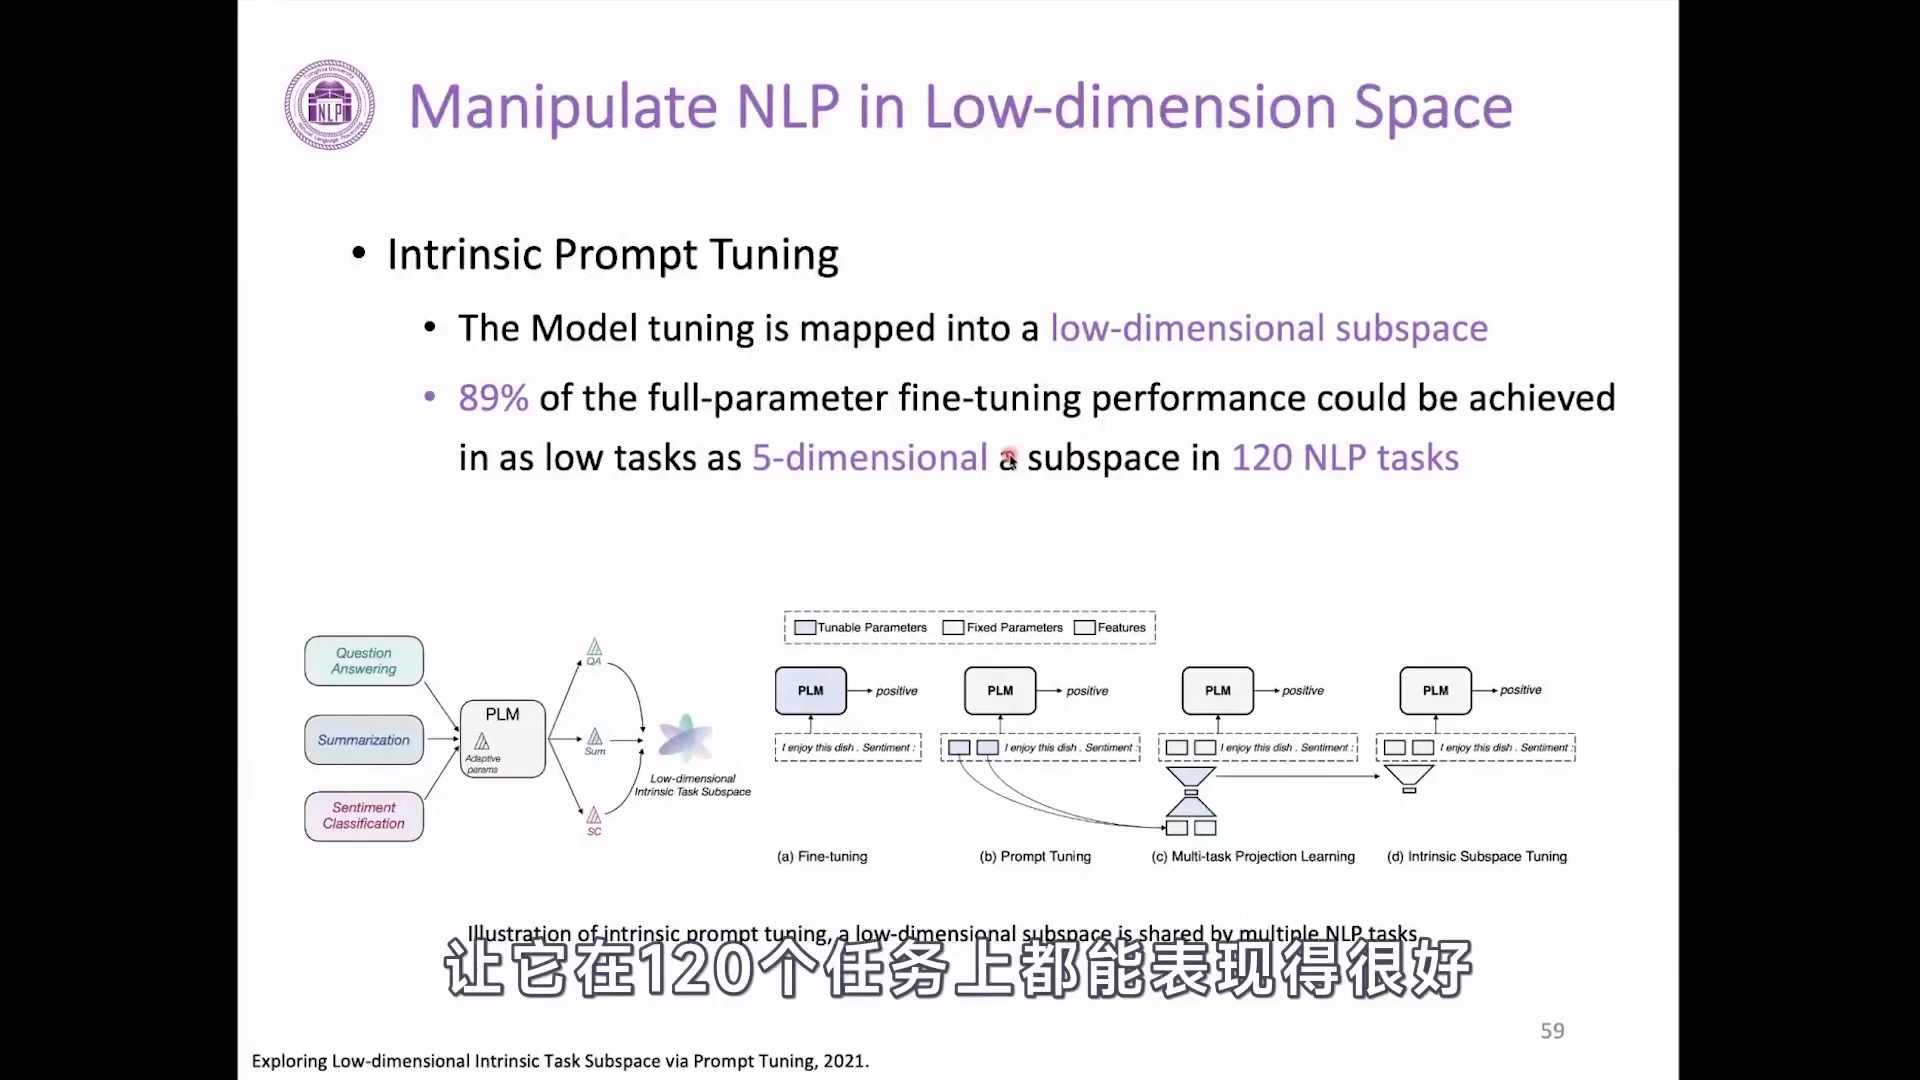 Manipulate NLP in Low-dimension Space
NLP
• Intrinsic Prompt Tuning
• The Model tuning is mapped into a low-dimensional subspace
• 89% of the full-parameter fine-tuning performance could be achieved
in as low tasks as 5-dimensional a subspace in 120 NLP tasks
Question
Answering
Summarization
Sentiment
Classification
PLM
Adaptive
params
QA
Sum
SC
Low-dimensional
Intrinsic Task Subspace
Tunable Parameters Fixed Parameters Features
PLM positive
I enjoy this dish . Sentiment :
(a) Fine-tuning
PLM positive
I enjoy this dish . Sentiment :
(b) Prompt Tuning
PLM positive
I enjoy this dish . Sentiment :
(c) Multi-task Projection Learning
PLM positive
I enjoy this dish . Sentiment :
(d) Intrinsic Subspace Tuning
Illustration of intrinsic prompt tuning, a low-dimensional subspace is shared by multiple NLP tasks
让它在120个任务上都能表现得很好
59
Exploring Low-dimensional Intrinsic Task Subspace via Prompt Tuning, 2021.